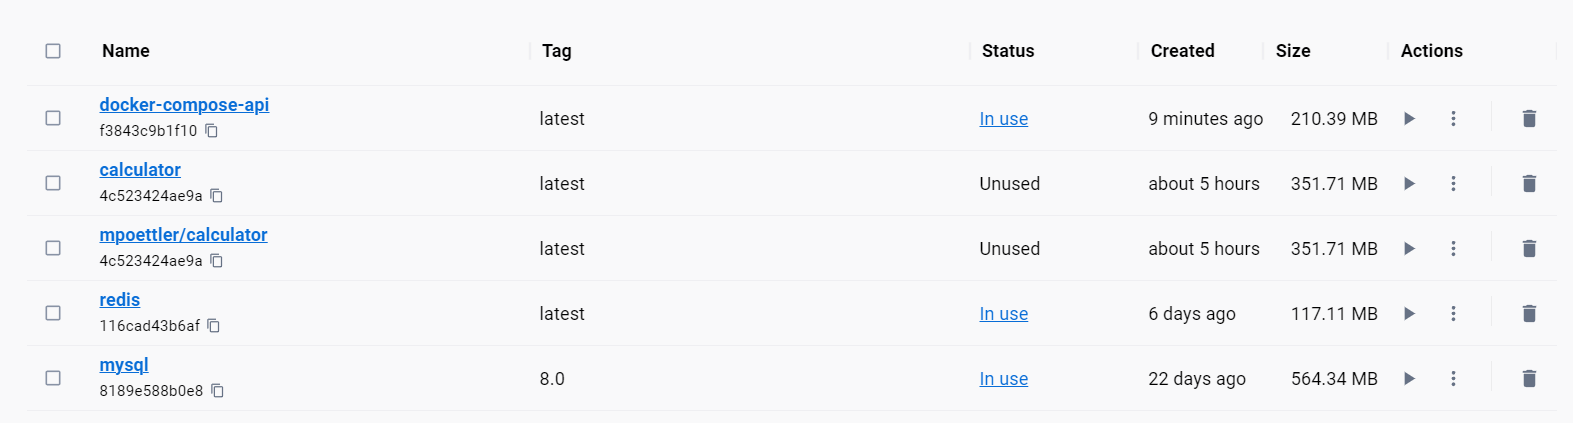 Name Tag Status Created Size Actions
docker-compose-api
f3843c9b1f10
latest In use 9 minutes ago 210.39 MB
calculator
4c523424ae9a
latest Unused about 5 hours 351.71 MB
mpoettler/calculator
4c523424ae9a
latest Unused about 5 hours 351.71 MB
redis
116cad43b6af
latest In use 6 days ago 117.11 MB
mysql
8189e588b0e8
8.0 In use 22 days ago 564.34 MB